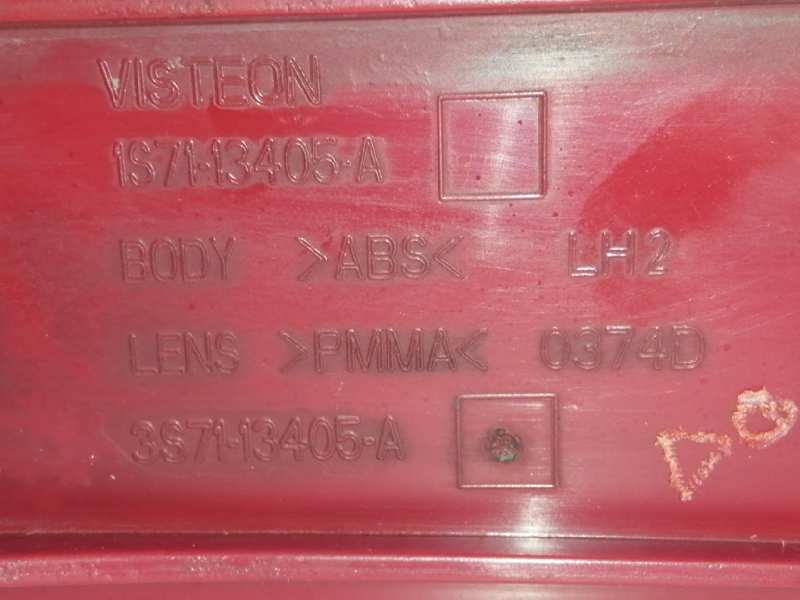 VISTEON
1S71-13405-A
BODY >ABS< LH2
LENS >PMMA< 0374D
3S71-13405-A